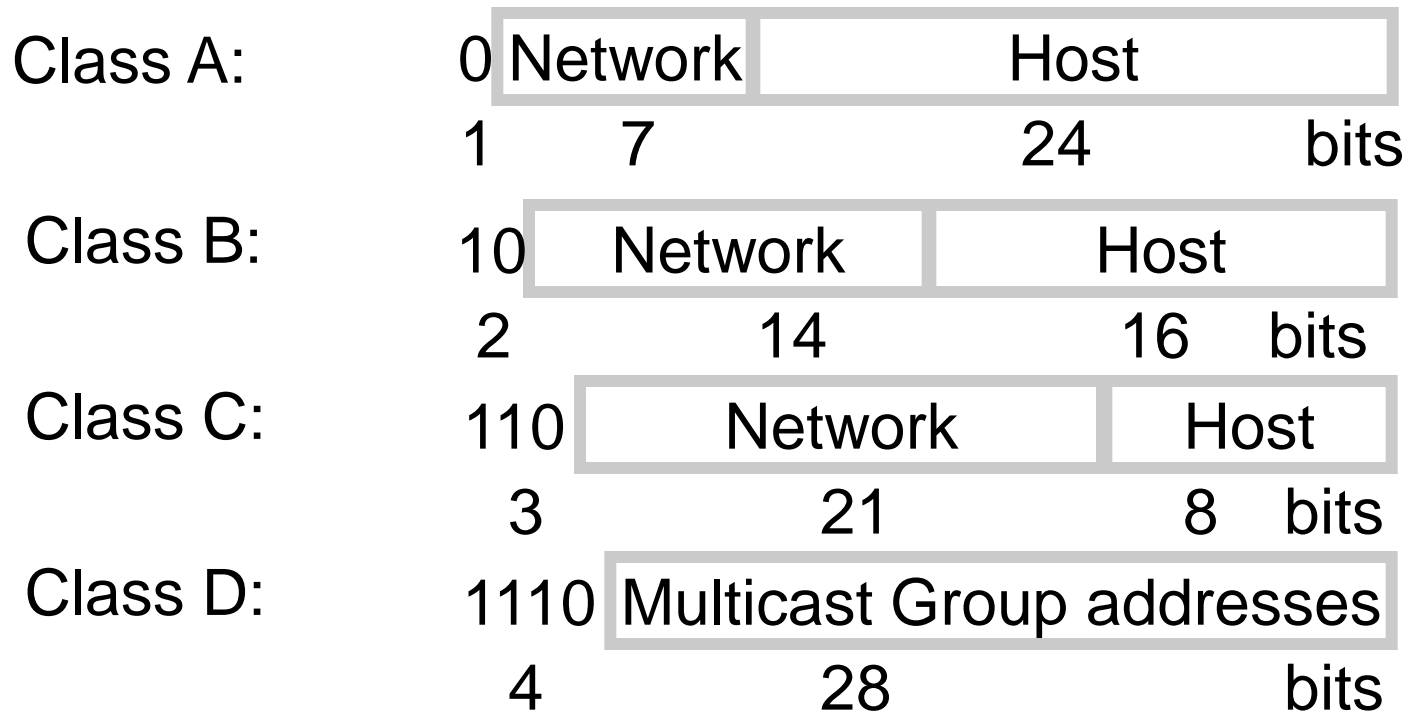 Class A: 0 Network Host
1 7 24 bits
Class B: 10 Network Host
2 14 16 bits
Class C: 110 Network Host
3 21 8 bits
Class D: 1110 Multicast Group addresses
4 28 bits